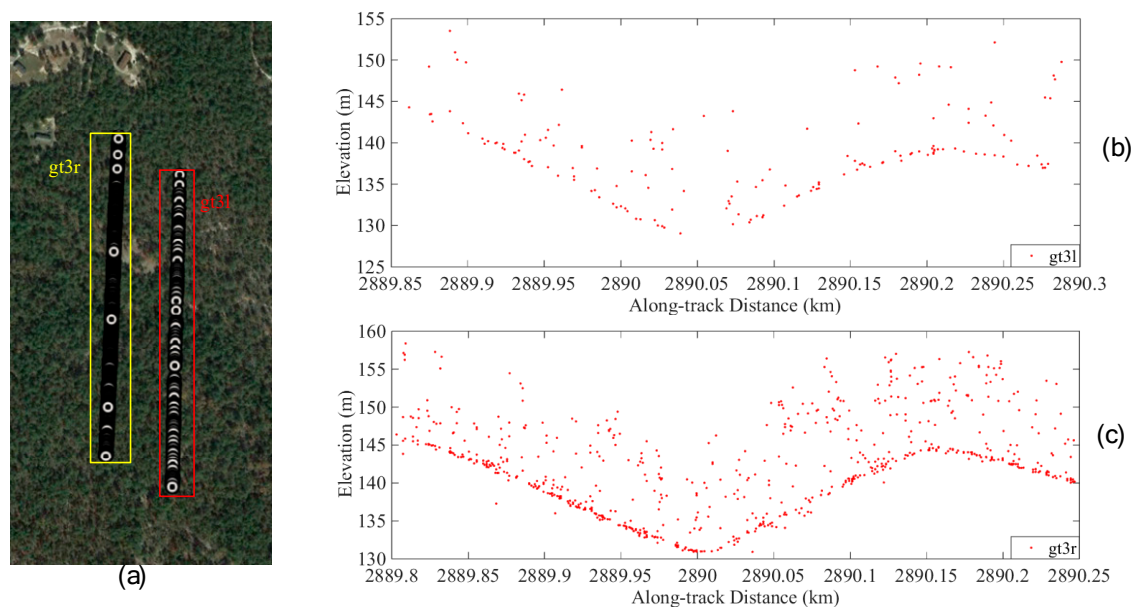 gt3r
gt3l
(a)
155
150
145
140
135
130
125
Elevation (m)
2889.85 2889.9 2889.95 2890 2890.05 2890.1 2890.15 2890.2 2890.25 2890.3
Along-track Distance (km)
gt3l
(b)
160
155
150
145
140
135
130
Elevation (m)
2889.8 2889.85 2889.9 2889.95 2890 2890.05 2890.1 2890.15 2890.2 2890.25
Along-track Distance (km)
gt3r
(c)